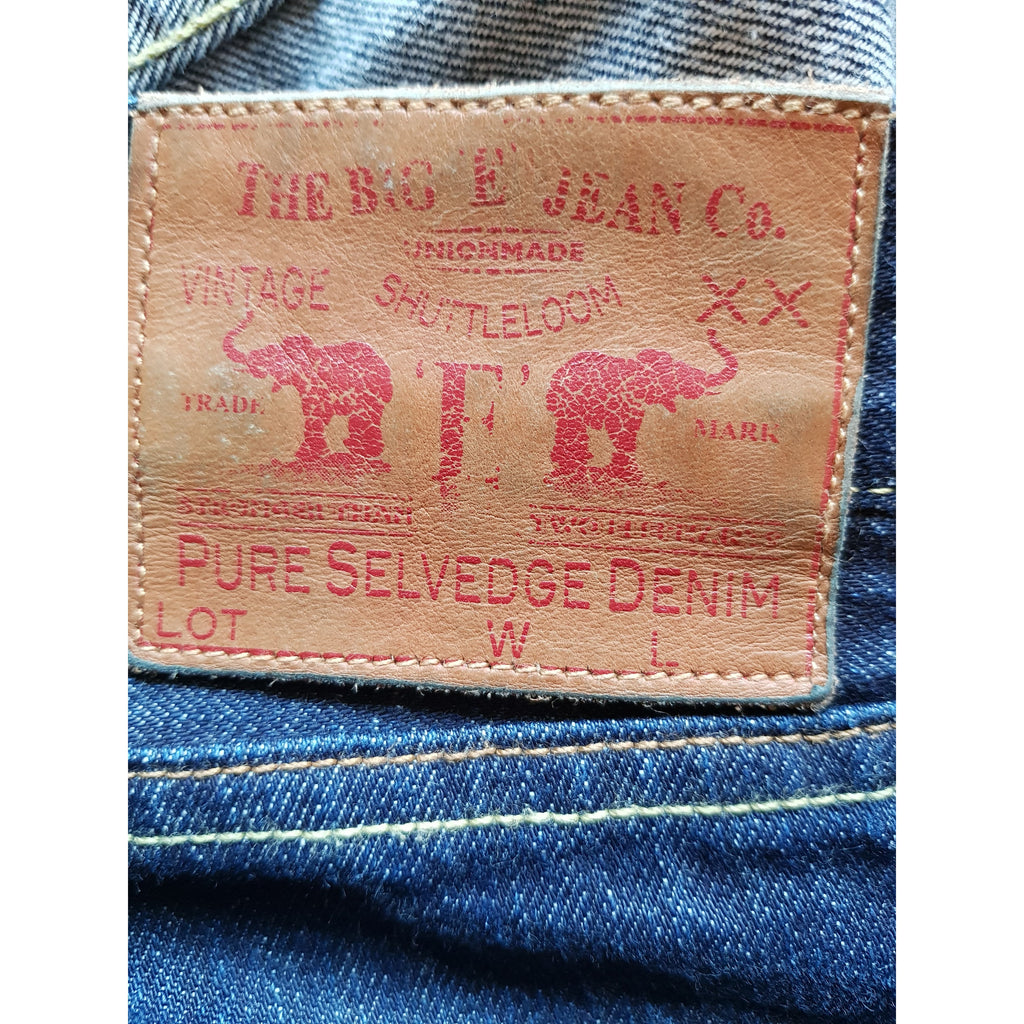 THE BIG 'E' JEAN CO.
UNIONMADE
VINTAGE SHUTTLELOOM XX
TRADE 'E' MARK
PURE SELVEDGE DENIM
LOT W L